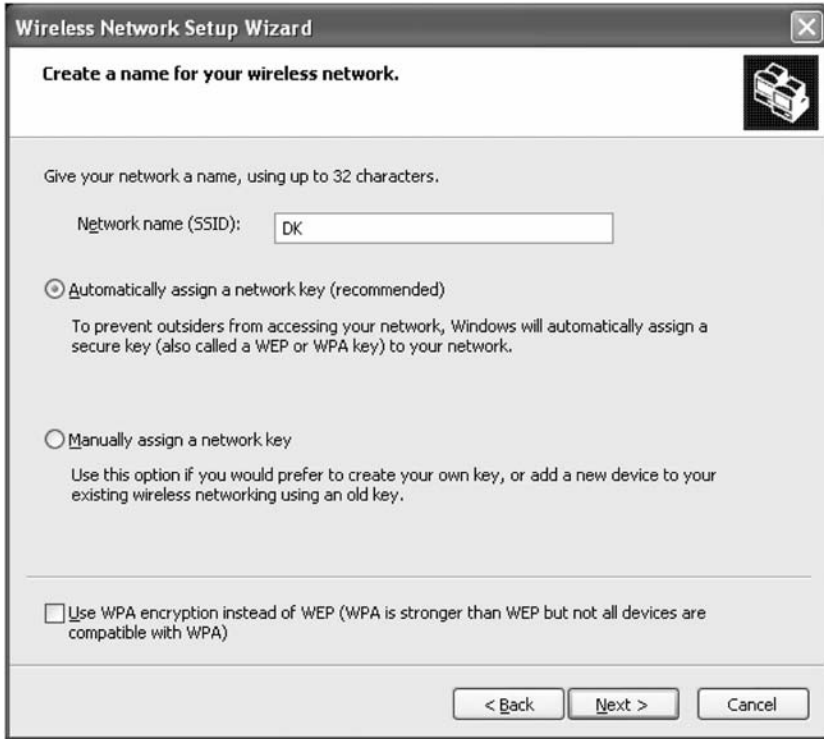 Wireless Network Setup Wizard
Create a name for your wireless network.
Give your network a name, using up to 32 characters.
Network name (SSID): DK
Automatically assign a network key (recommended)
To prevent outsiders from accessing your network, Windows will automatically assign a
secure key (also called a WEP or WPA key) to your network.
Manually assign a network key
Use this option if you would prefer to create your own key, or add a new device to your
existing wireless networking using an old key.
Use WPA encryption instead of WEP (WPA is stronger than WEP but not all devices are
compatible with WPA)
< Back Next > Cancel